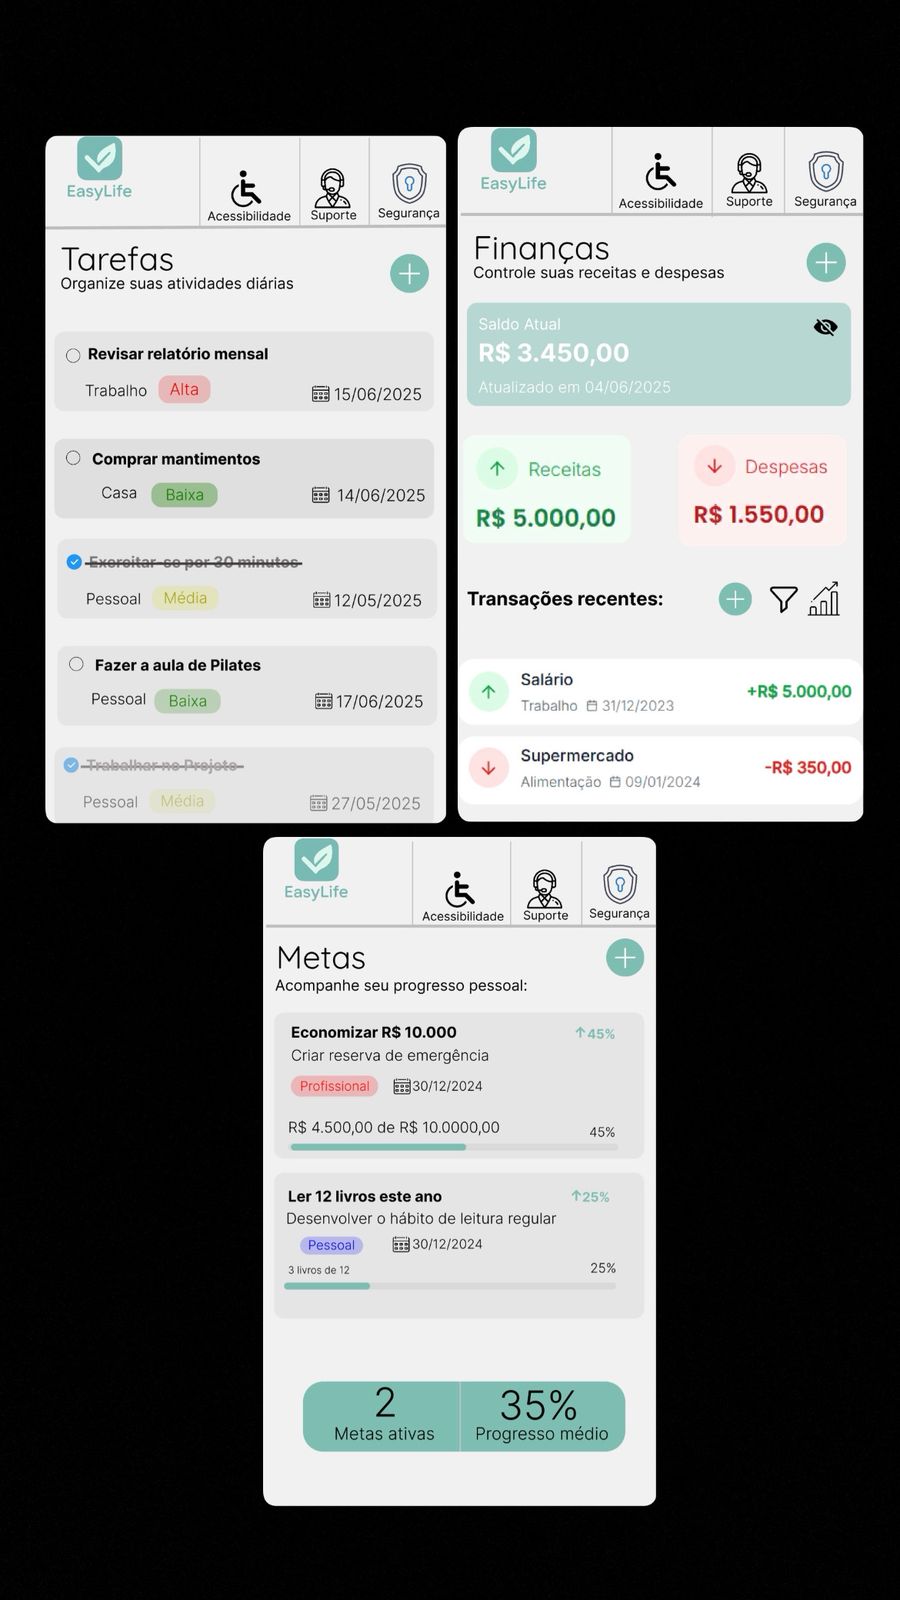 EasyLife
Acessibilidade
Suporte
Segurança
Tarefas
Organize suas atividades diárias
Revisar relatório mensal
Trabalho Alta 15/06/2025
Comprar mantimentos
Casa Baixa 14/06/2025
Exercitar-se por 30 minutos
Pessoal Média 12/05/2025
Fazer a aula de Pilates
Pessoal Baixa 17/06/2025
Trabalhar no Projeto
Pessoal Média 27/05/2025
EasyLife
Acessibilidade
Suporte
Segurança
Finanças
Controle suas receitas e despesas
Saldo Atual
R$ 3.450,00
Atualizado em 04/06/2025
Receitas
R$ 5.000,00
Despesas
R$ 1.550,00
Transações recentes:
Salário
Trabalho 31/12/2023
+R$ 5.000,00
Supermercado
Alimentação 09/01/2024
-R$ 350,00
EasyLife
Acessibilidade
Suporte
Segurança
Metas
Acompanhe seu progresso pessoal:
Economizar R$ 10.000 ↑45%
Criar reserva de emergência
Profissional 30/12/2024
R$ 4.500,00 de R$ 10.0000,00 45%
Ler 12 livros este ano ↑25%
Desenvolver o hábito de leitura regular
Pessoal 30/12/2024
3 livros de 12 25%
2
Metas ativas
35%
Progresso médio